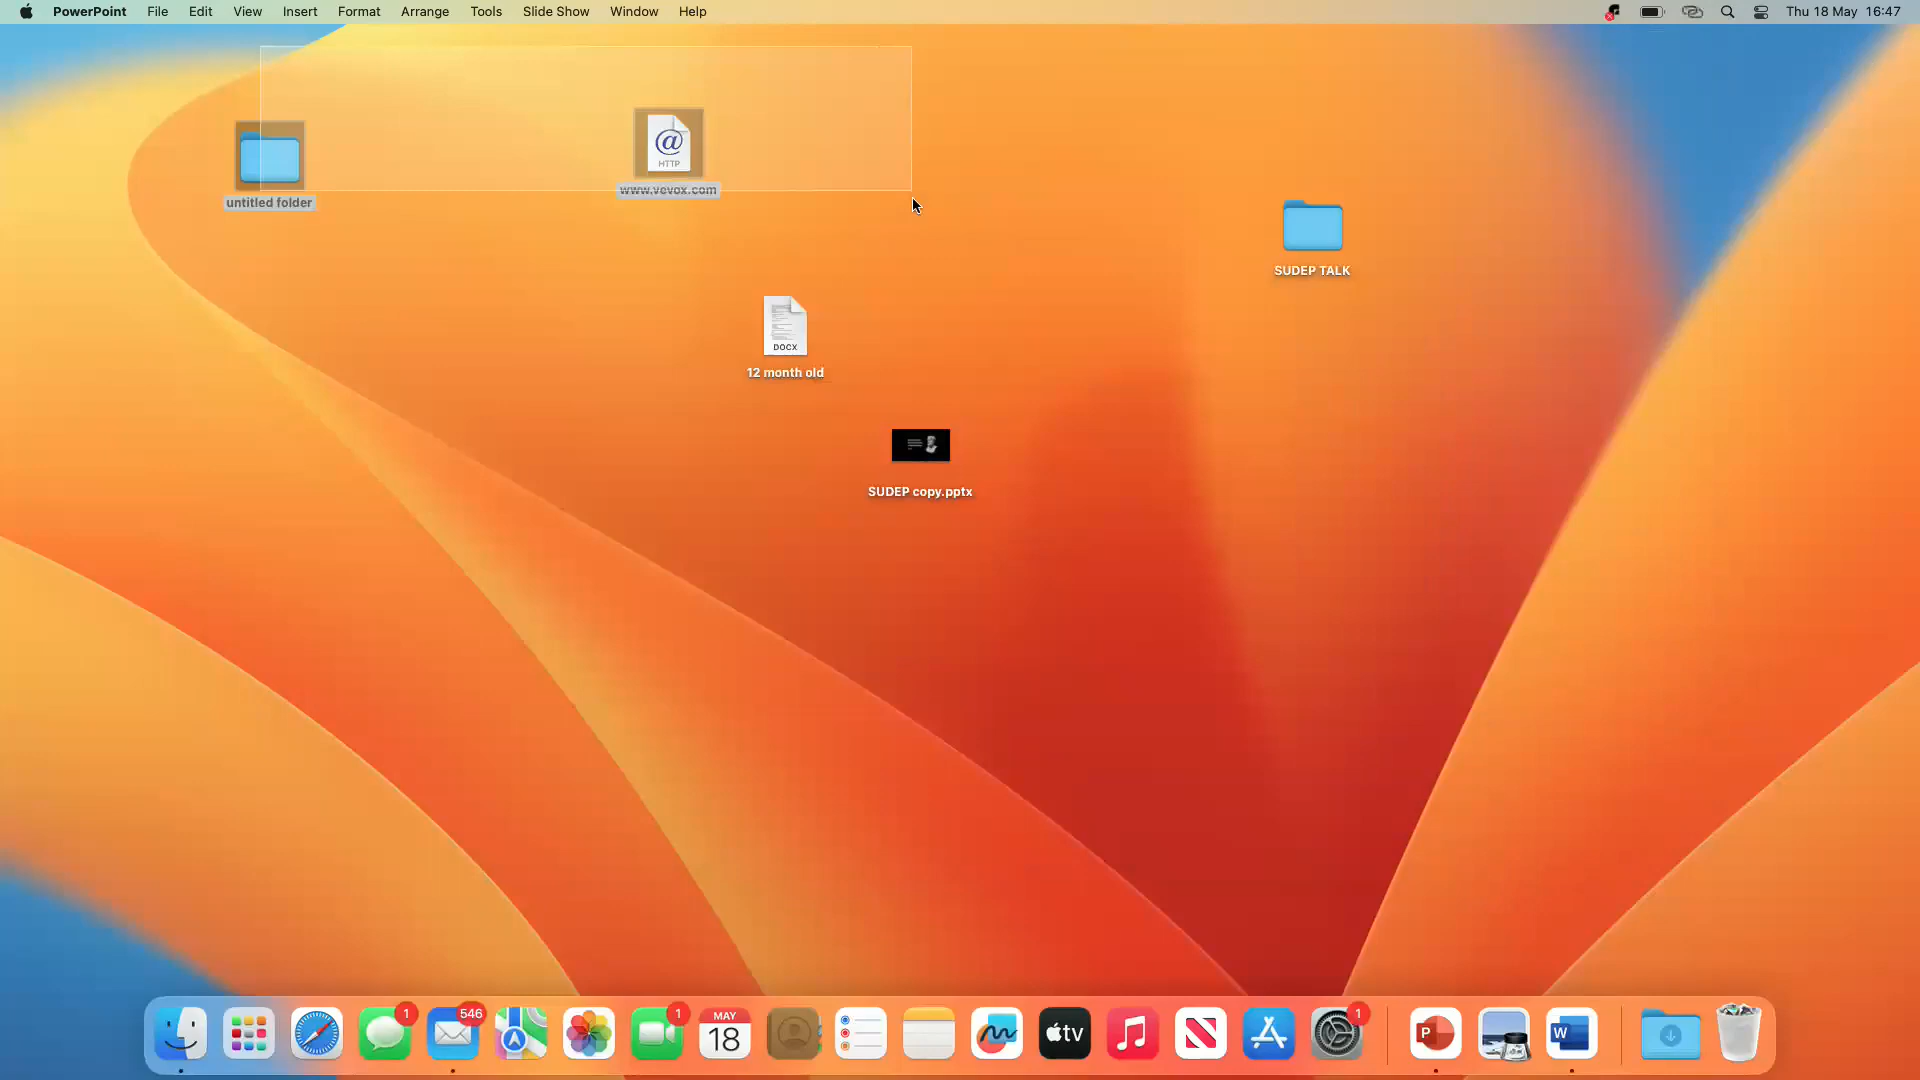 PowerPoint File Edit View Insert Format Arrange Tools Slide Show Window Help Thu 18 May 16:47
@
HTTP
www.vevox.com
untitled folder
SUDEP TALK
DOCX
12 month old
SUDEP copy.pptx
1 546 1 MAY 1
18 tv P W